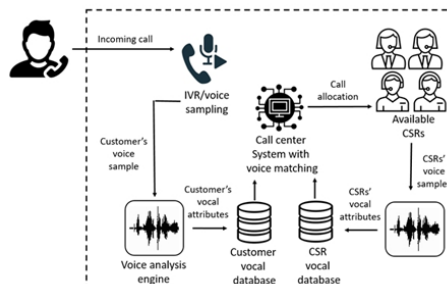 Incoming call
IVR/voice
sampling
Call
allocation
Available
CSRs
Call center
System with
voice matching
Customer's
voice
sample
Customer's
vocal
attributes
CSRs'
vocal
attributes
CSRs'
voice
sample
Voice analysis
engine
Customer
vocal
database
CSR
vocal
database